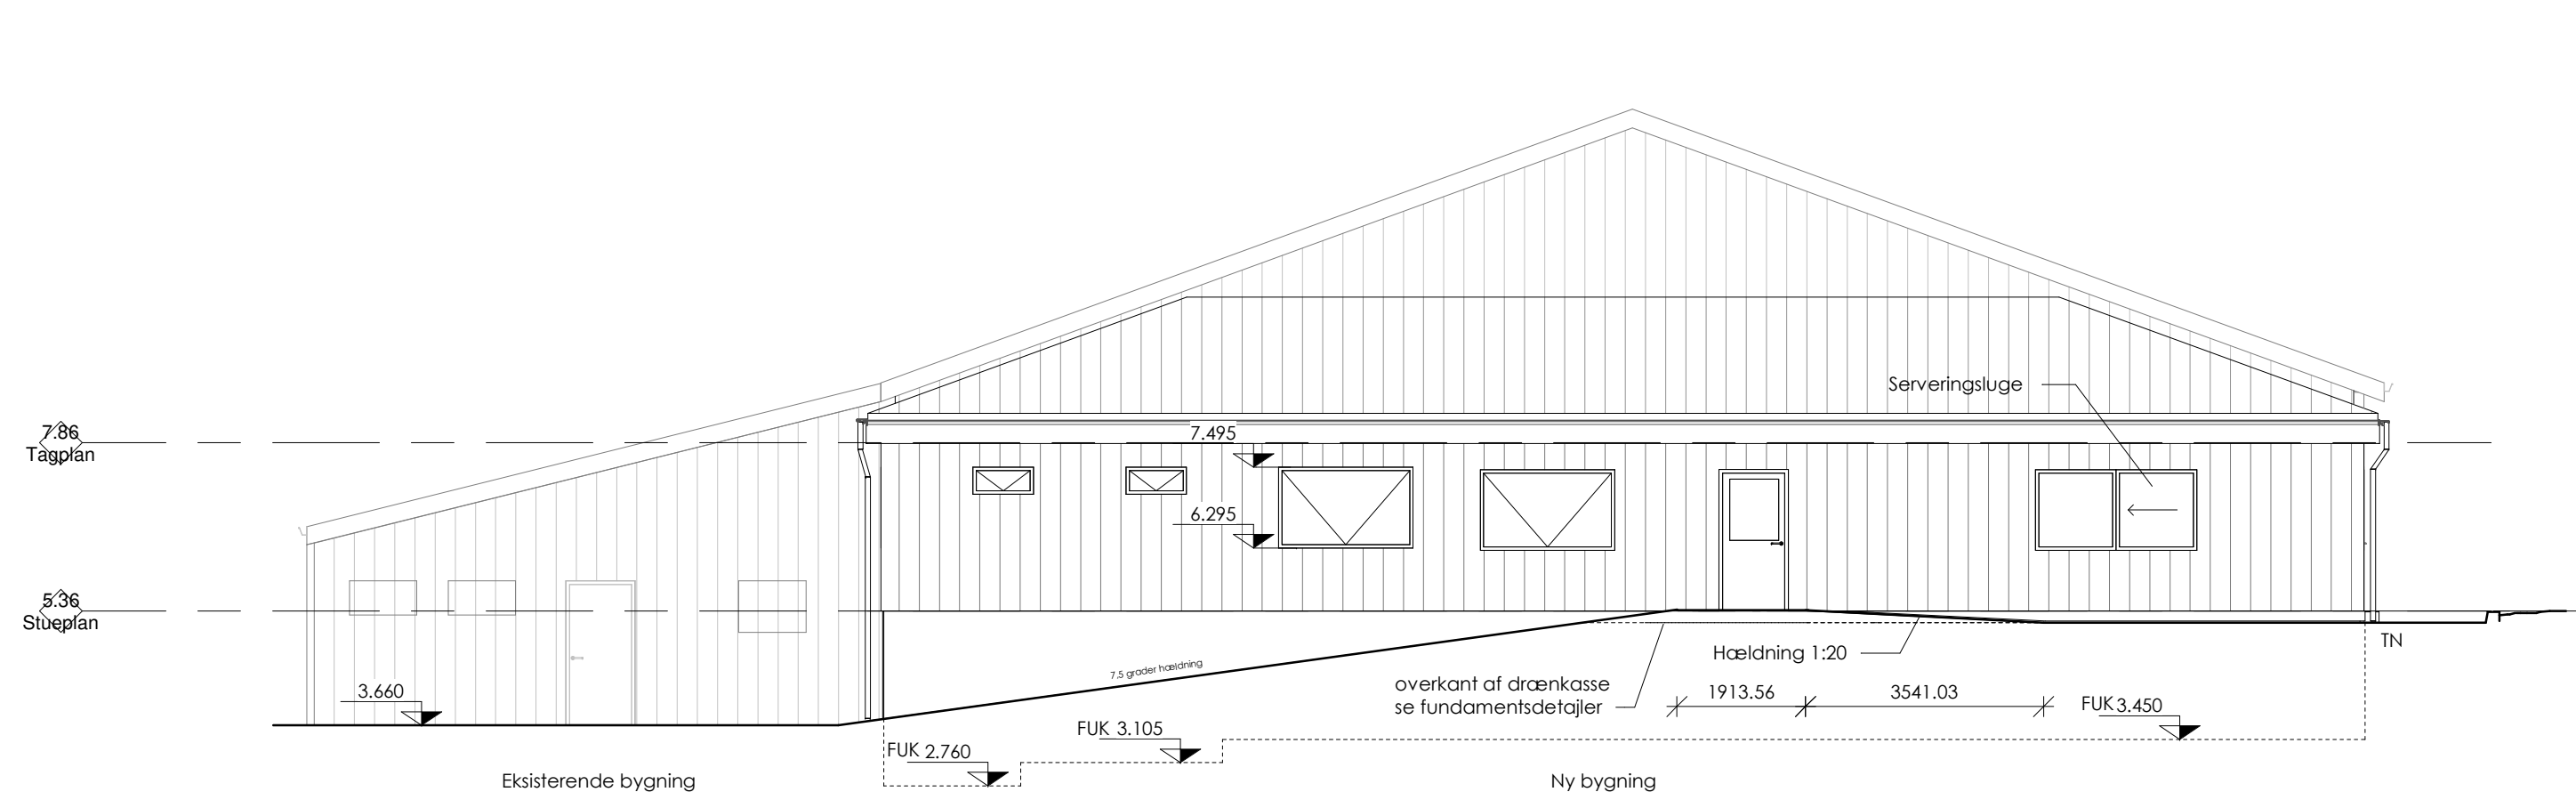 Serveringsluge
7.86
Tagplan
7.495
6.295
5.36
Stueplan
TN
Hældning 1:20
7.5 grader hældning
overkant af drænkasse
se fundamentsdetajler
3.660
1913.56
3541.03
FUK 3.450
FUK 3.105
FUK 2.760
Eksisterende bygning
Ny bygning